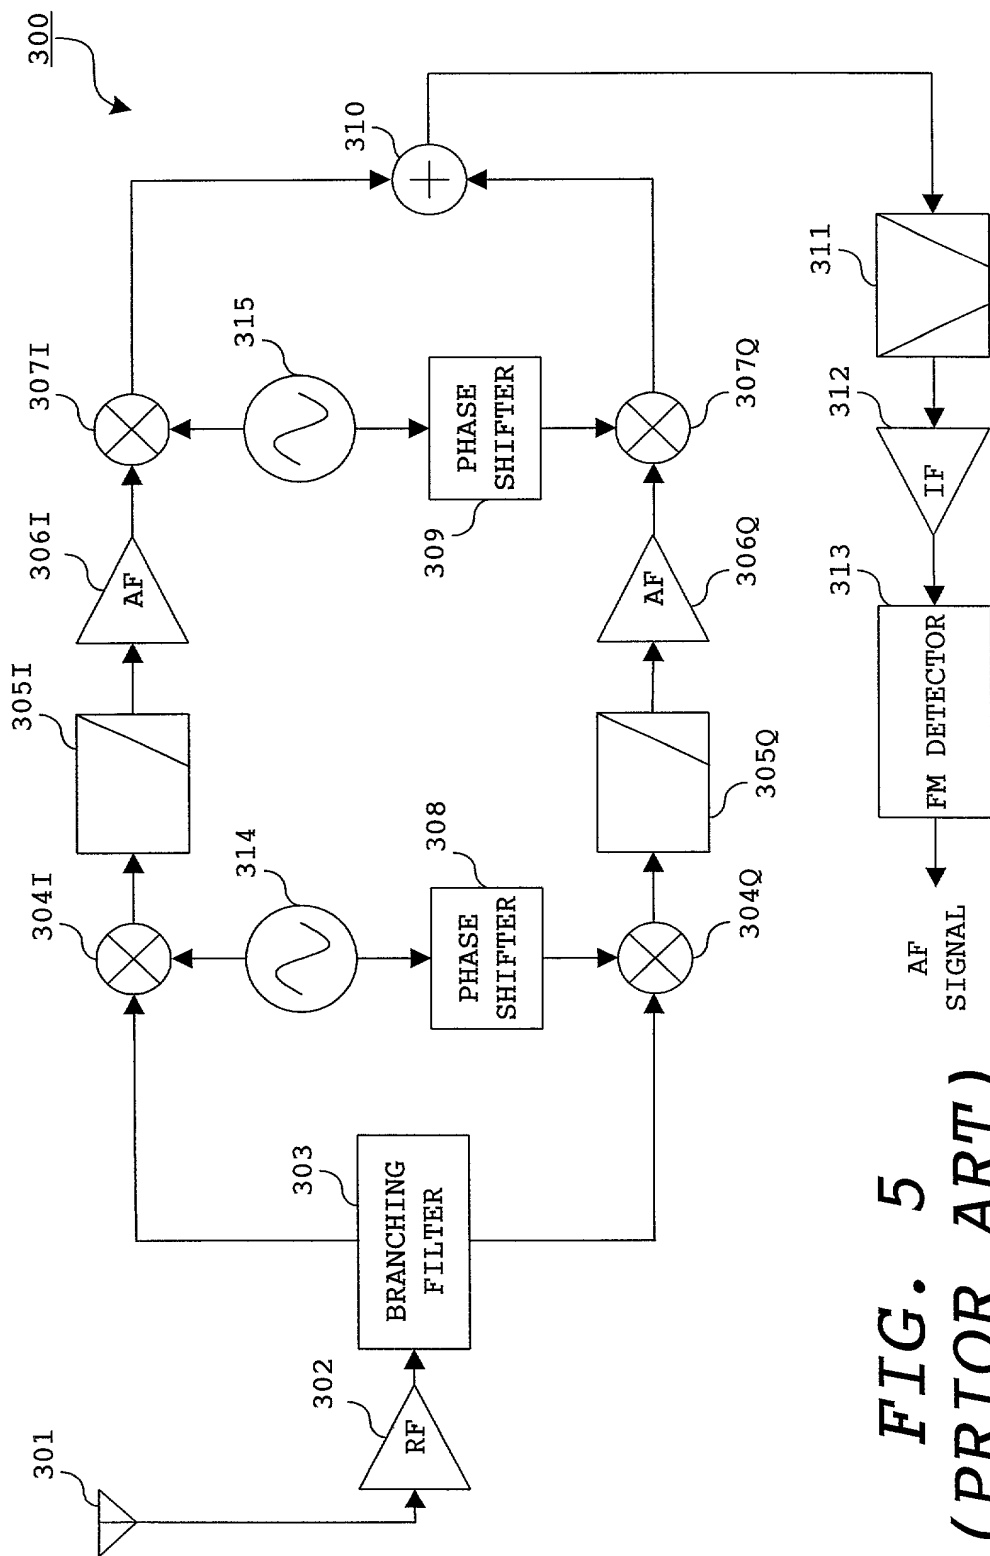 300
301
302
RF
303
BRANCHING
FILTER
304I
314
308
PHASE
SHIFTER
304Q
305I
305Q
306I
AF
306Q
AF
307I
315
309
PHASE
SHIFTER
307Q
310
311
312
IF
313
FM DETECTOR
AF
SIGNAL
FIG. 5
(PRIOR ART)